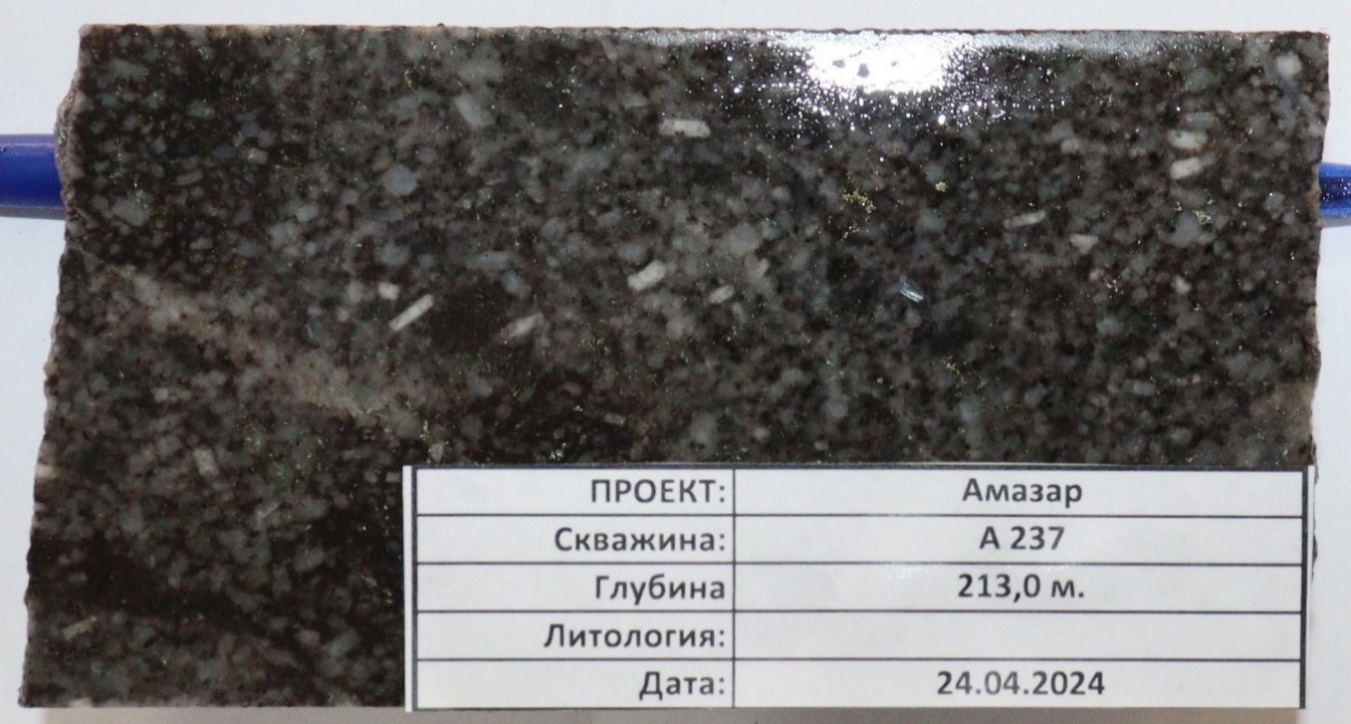 ПРОЕКТ: Амазар
Скважина: А 237
Глубина 213,0 м.
Литология:
Дата: 24.04.2024